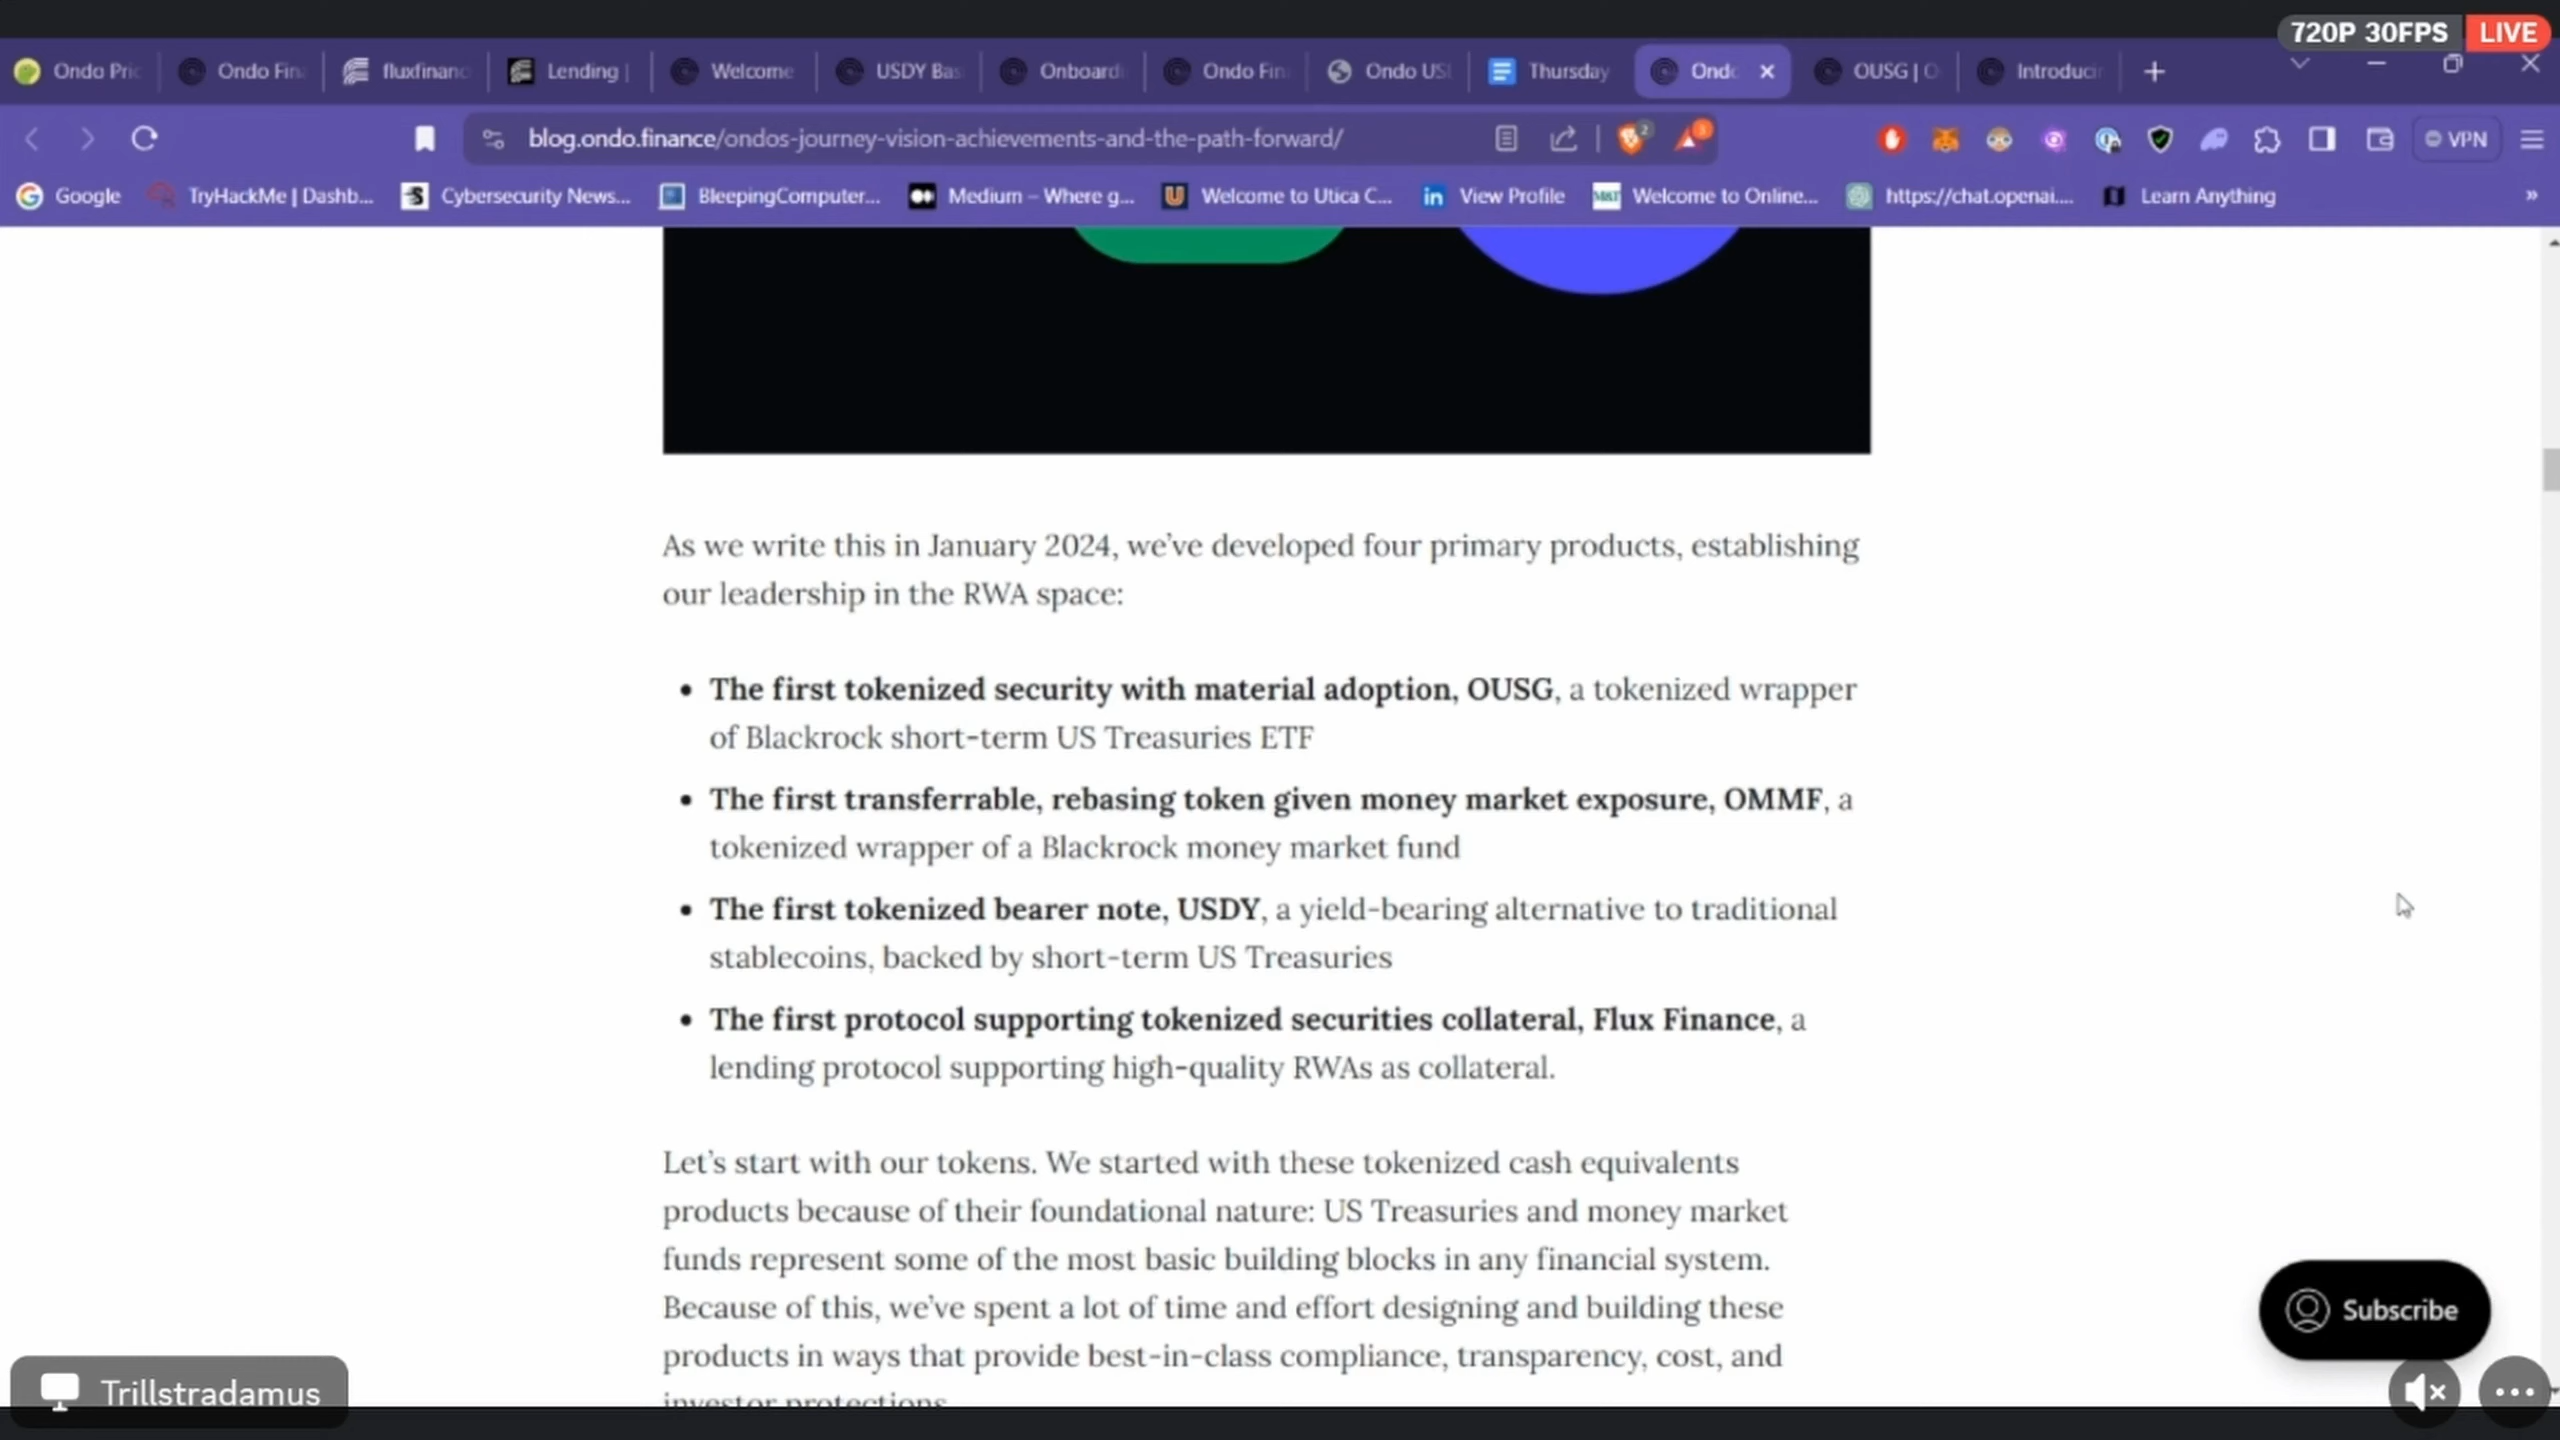 720P 30FPS LIVE
Ondo Pric Ondo Fin fluxfinanc Lending | Welcome USDY Bas Onboardi Ondo Fin Ondo US Thursday Ondo OUSG | O Introducin
blog.ondo.finance/ondos-journey-vision-achievements-and-the-path-forward/ 2 3 VPN
Google TryHackMe | Dashb... Cybersecurity News... BleepingComputer... Medium – Where g... Welcome to Utica C... View Profile Welcome to Online... https://chat.openai.... Learn Anything »
As we write this in January 2024, we’ve developed four primary products, establishing
our leadership in the RWA space:
• The first tokenized security with material adoption, OUSG, a tokenized wrapper
of Blackrock short-term US Treasuries ETF
• The first transferrable, rebasing token given money market exposure, OMMF, a
tokenized wrapper of a Blackrock money market fund
• The first tokenized bearer note, USDY, a yield-bearing alternative to traditional
stablecoins, backed by short-term US Treasuries
• The first protocol supporting tokenized securities collateral, Flux Finance, a
lending protocol supporting high-quality RWAs as collateral.
Let’s start with our tokens. We started with these tokenized cash equivalents
products because of their foundational nature: US Treasuries and money market
funds represent some of the most basic building blocks in any financial system.
Because of this, we’ve spent a lot of time and effort designing and building these
products in ways that provide best-in-class compliance, transparency, cost, and
investor protections
Subscribe
Trillstradamus